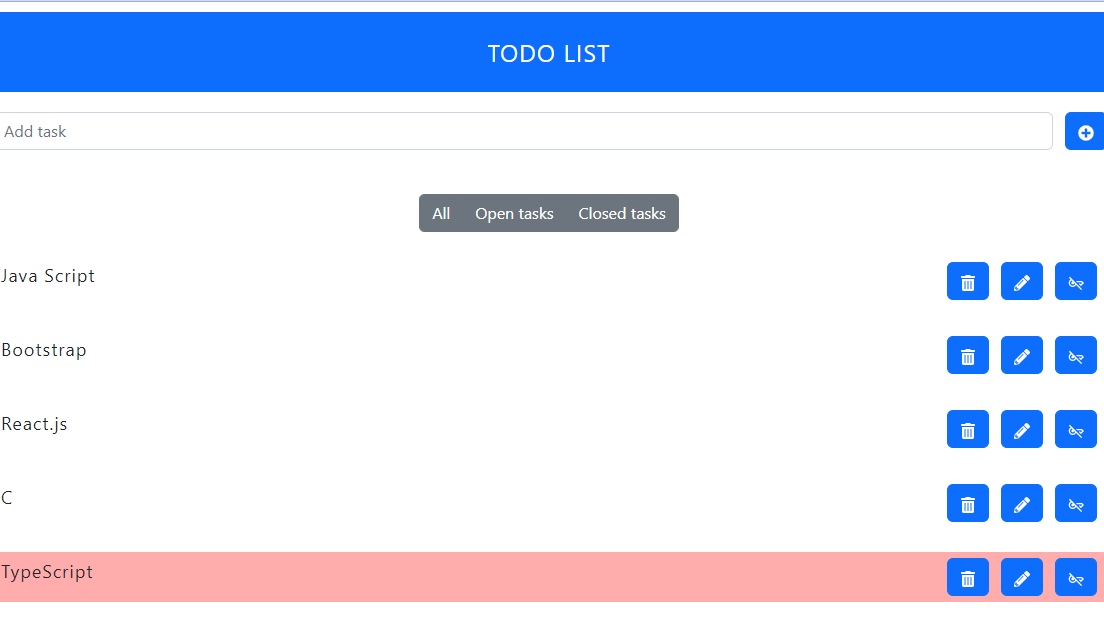 TODO LIST
Add task
All Open tasks Closed tasks
Java Script
Bootstrap
React.js
C
TypeScript